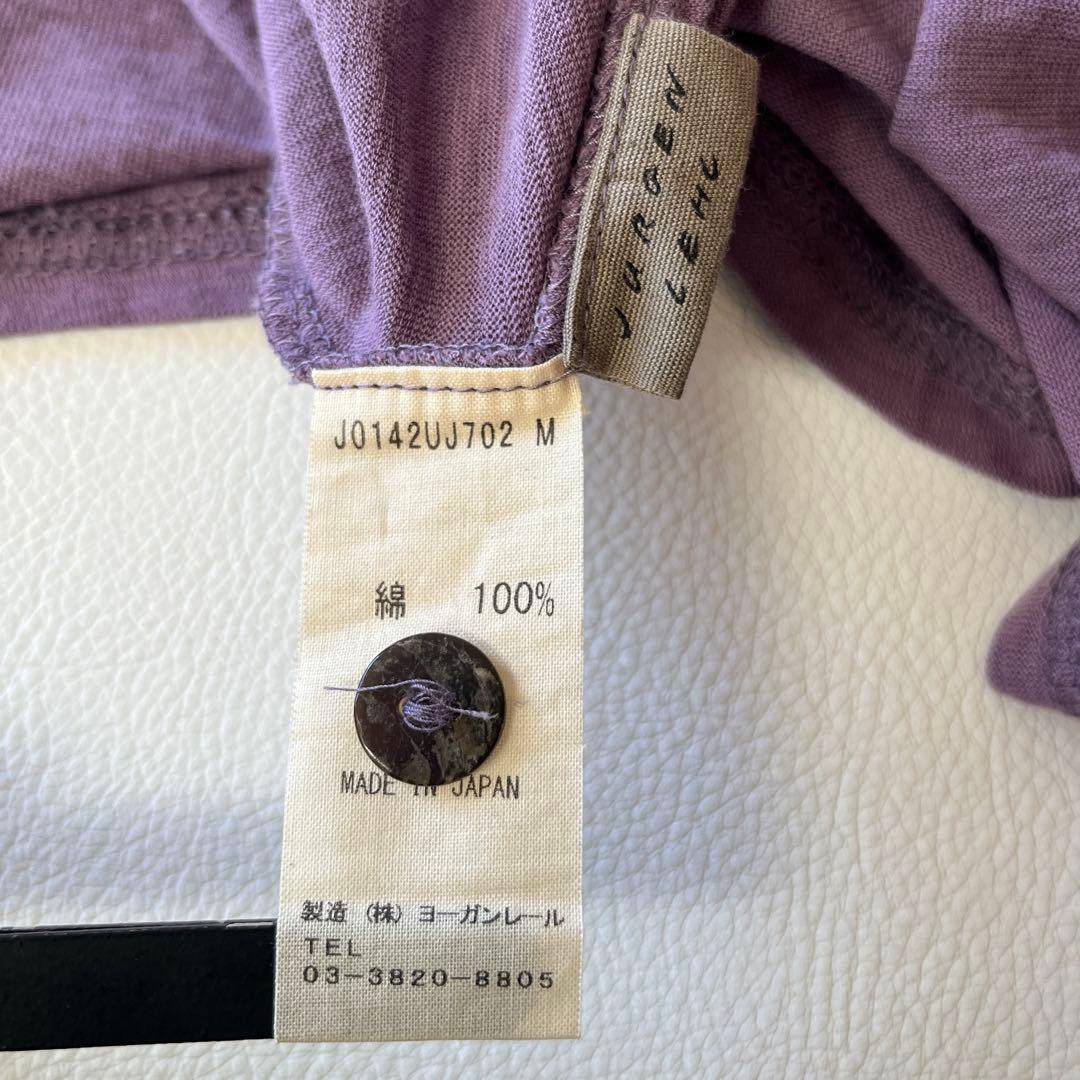 JURGEN
LEHL
J0142UJ702 M
綿 100%
MADE IN JAPAN
製造 (株) ヨーガンレール
TEL
03-3820-8805